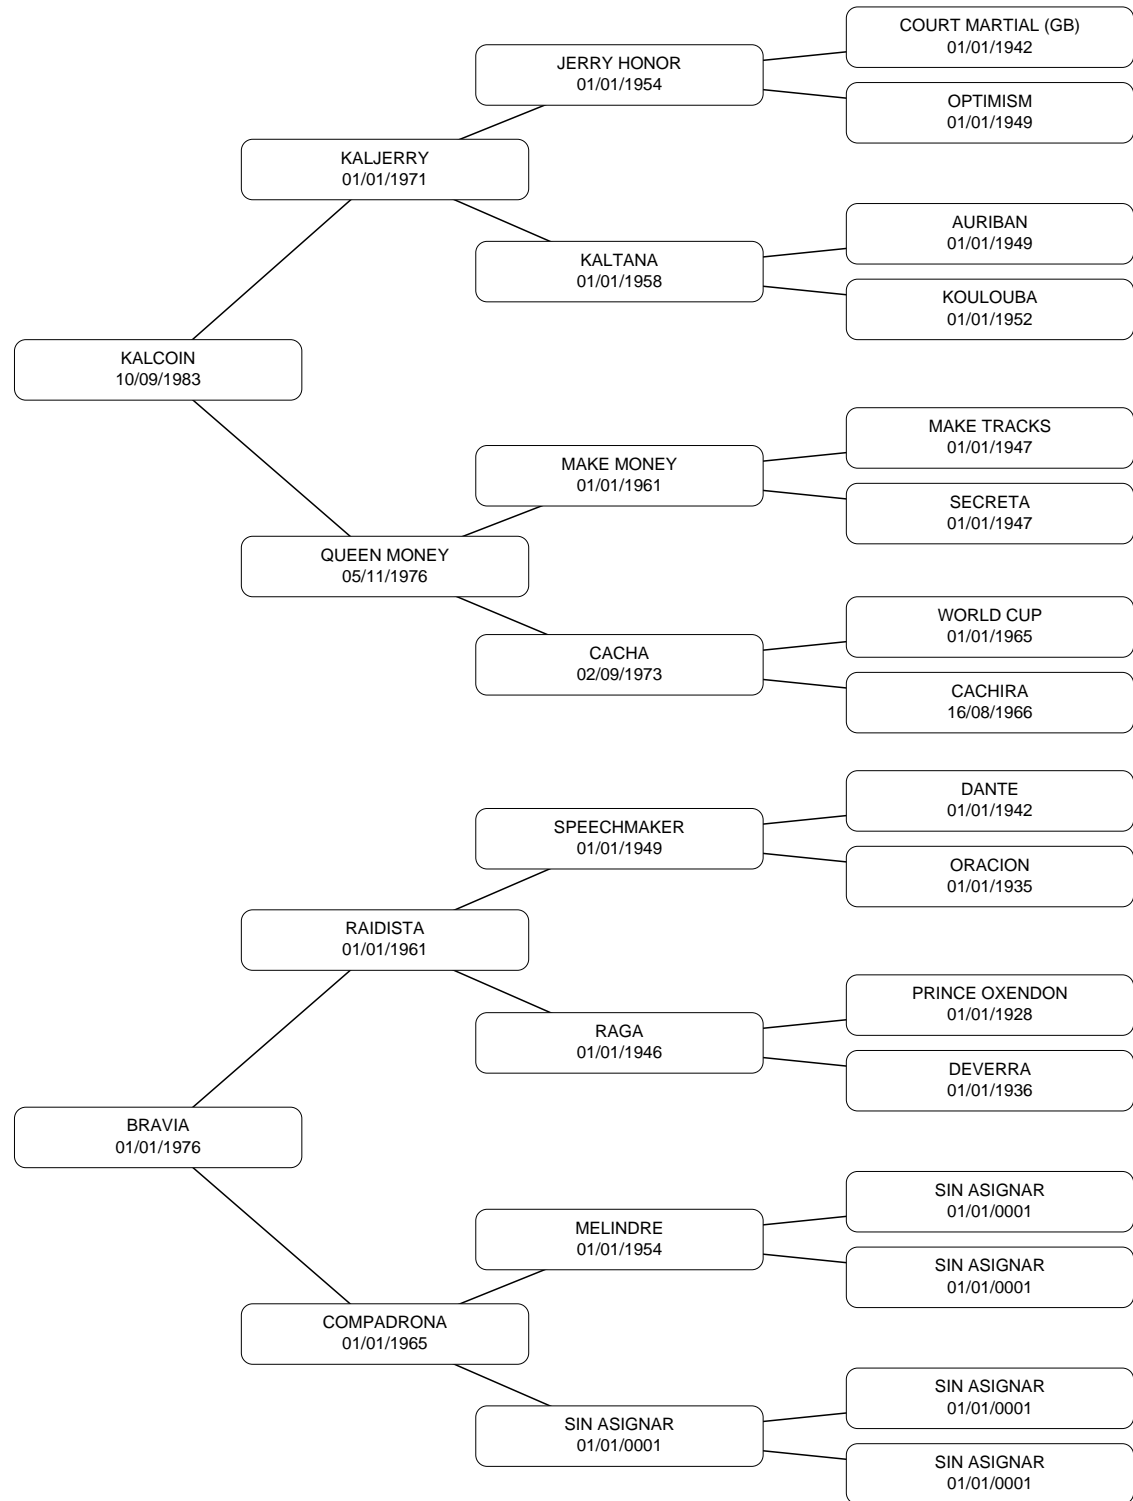 COURT MARTIAL (GB)
01/01/1942
JERRY HONOR
01/01/1954
OPTIMISM
01/01/1949
KALJERRY
01/01/1971
AURIBAN
01/01/1949
KALTANA
01/01/1958
KOULOUBA
01/01/1952
KALCOIN
10/09/1983
MAKE TRACKS
01/01/1947
MAKE MONEY
01/01/1961
SECRETA
01/01/1947
QUEEN MONEY
05/11/1976
WORLD CUP
01/01/1965
CACHA
02/09/1973
CACHIRA
16/08/1966
DANTE
01/01/1942
SPEECHMAKER
01/01/1949
ORACION
01/01/1935
RAIDISTA
01/01/1961
PRINCE OXENDON
01/01/1928
RAGA
01/01/1946
DEVERRA
01/01/1936
BRAVIA
01/01/1976
SIN ASIGNAR
01/01/0001
MELINDRE
01/01/1954
SIN ASIGNAR
01/01/0001
COMPADRONA
01/01/1965
SIN ASIGNAR
01/01/0001
SIN ASIGNAR
01/01/0001
SIN ASIGNAR
01/01/0001